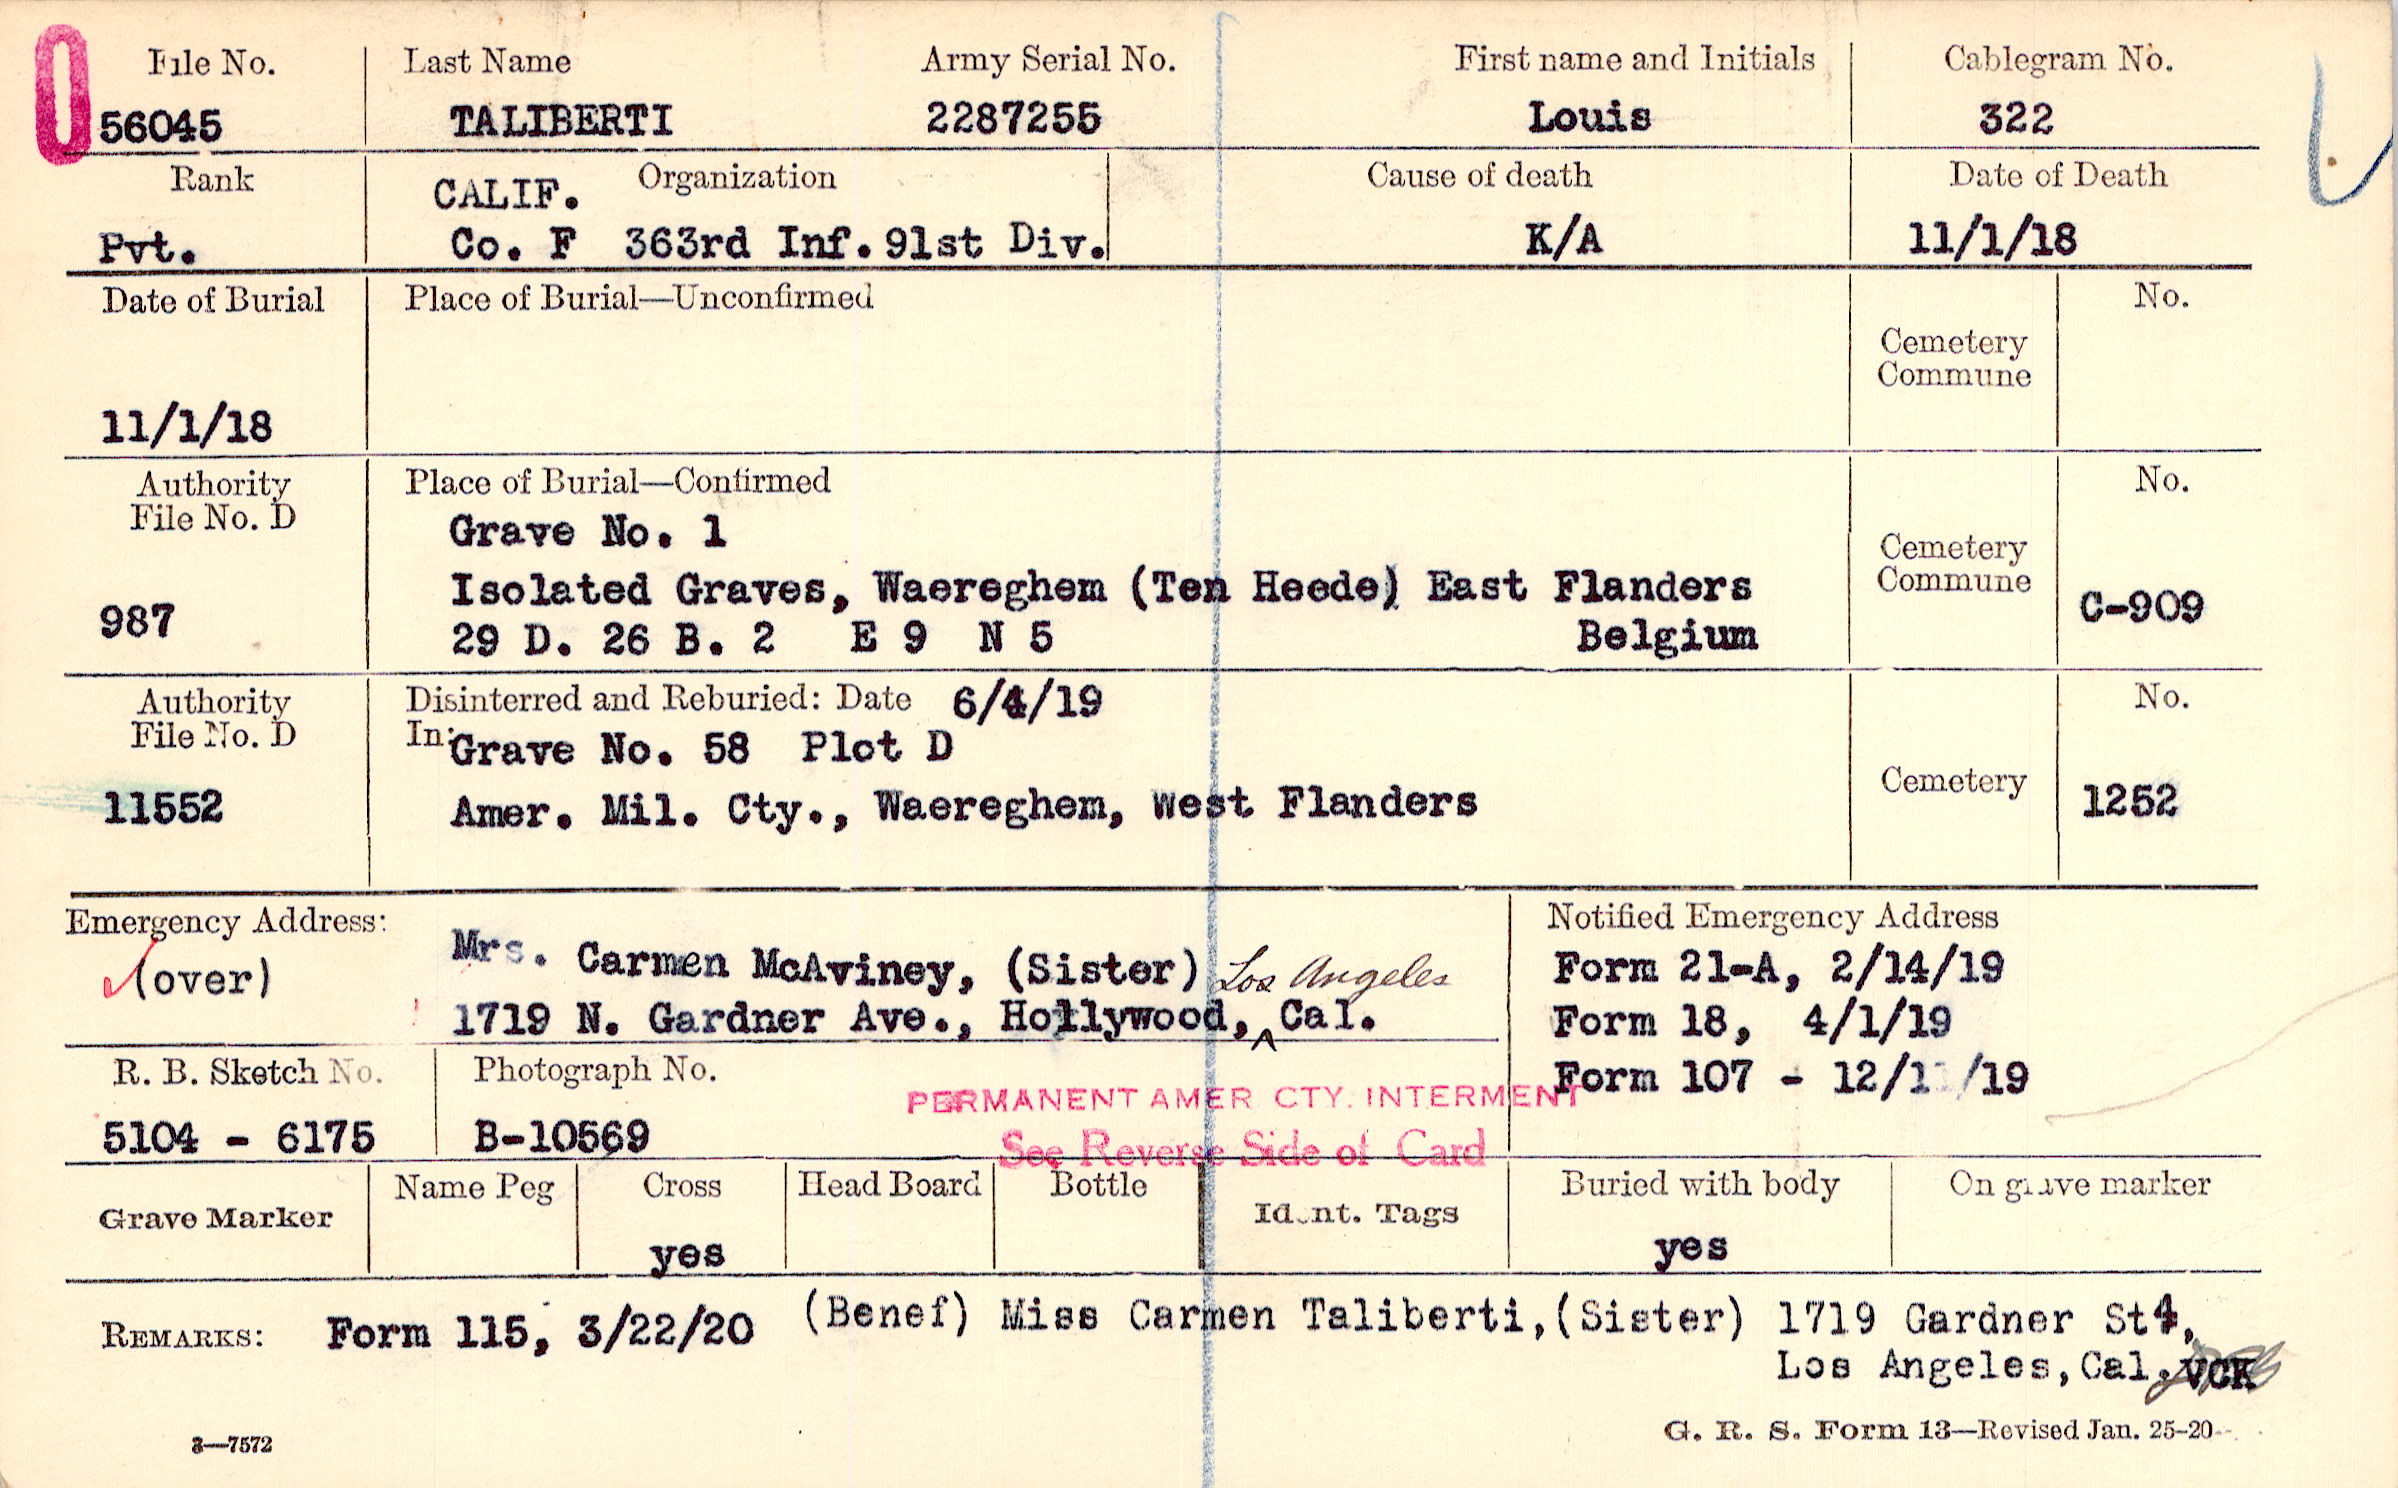 File No. Last Name Army Serial No. First name and Initials Cablegram No.
56045 TALIBERTI 2287255 Louis 322
Rank Organization Cause of death Date of Death
CALIF.
Pvt. Co. F 363rd Inf. 91st Div. K/A 11/1/18
Date of Burial Place of Burial—Unconfirmed No.
Cemetery
Commune
11/1/18
Authority Place of Burial—Confirmed No.
File No. D
Grave No. 1
Cemetery
Commune
Isolated Graves, Waereghem (Ten Heede) East Flanders
987 C-909
29 D. 26 B. 2 E 9 N 5 Belgium
Authority Disinterred and Reburied: Date 6/4/19 No.
File No. D In: Grave No. 58 Plot D
Cemetery
11552 Amer. Mil. Cty., Waereghem, West Flanders 1252
Emergency Address: Notified Emergency Address
Mrs. Carmen McAviney, (Sister) Los Angeles Form 21-A, 2/14/19
(over)
1719 N. Gardner Ave., Hollywood, ^ Cal. Form 18, 4/1/19
R. B. Sketch No. Photograph No. Form 107 - /19
PERMANENT AMER CTY. INTERMENT
5104 - 6175 B-10569 See Reverse Side of Card
Name Peg Cross Head Board Bottle Buried with body On grave marker
Grave Marker Ident. Tags
yes yes
REMARKS: Form 115, 3/22/20 (Benef) Miss Carmen Taliberti, (Sister) 1719 Gardner
Los Angeles, Cal. VCK
3—7572 G. R. S. Form 13—Revised Jan. 25-20